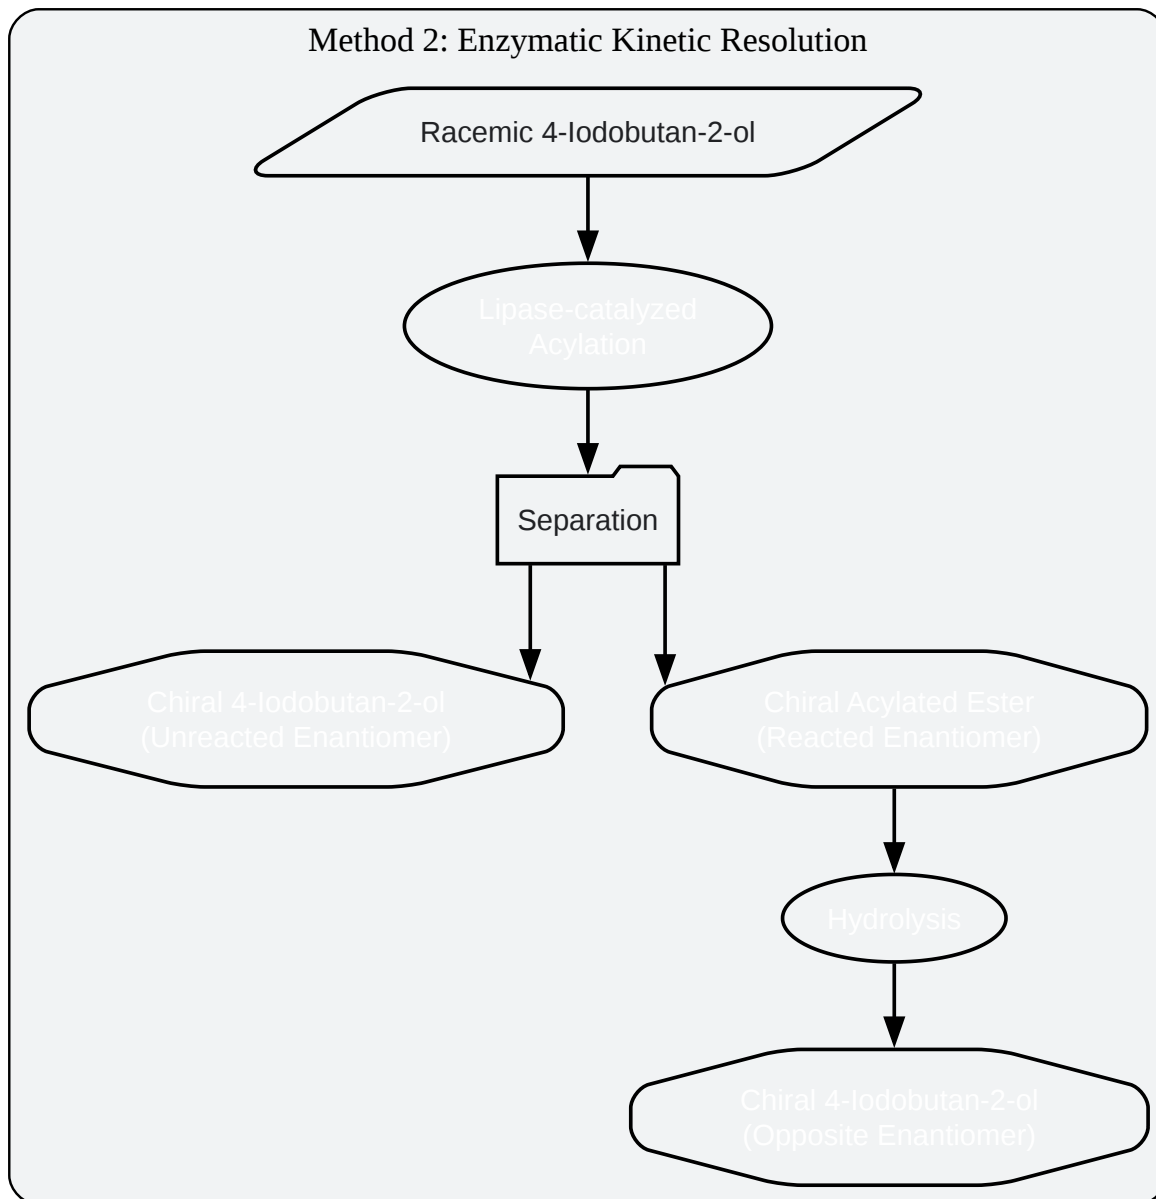 Method 2: Enzymatic Kinetic Resolution
Racemic 4-Iodobutan-2-ol
Lipase-catalyzed
Acylation
Separation
Chiral 4-Iodobutan-2-ol
(Unreacted Enantiomer)
Chiral Acylated Ester
(Reacted Enantiomer)
Hydrolysis
Chiral 4-Iodobutan-2-ol
(Opposite Enantiomer)